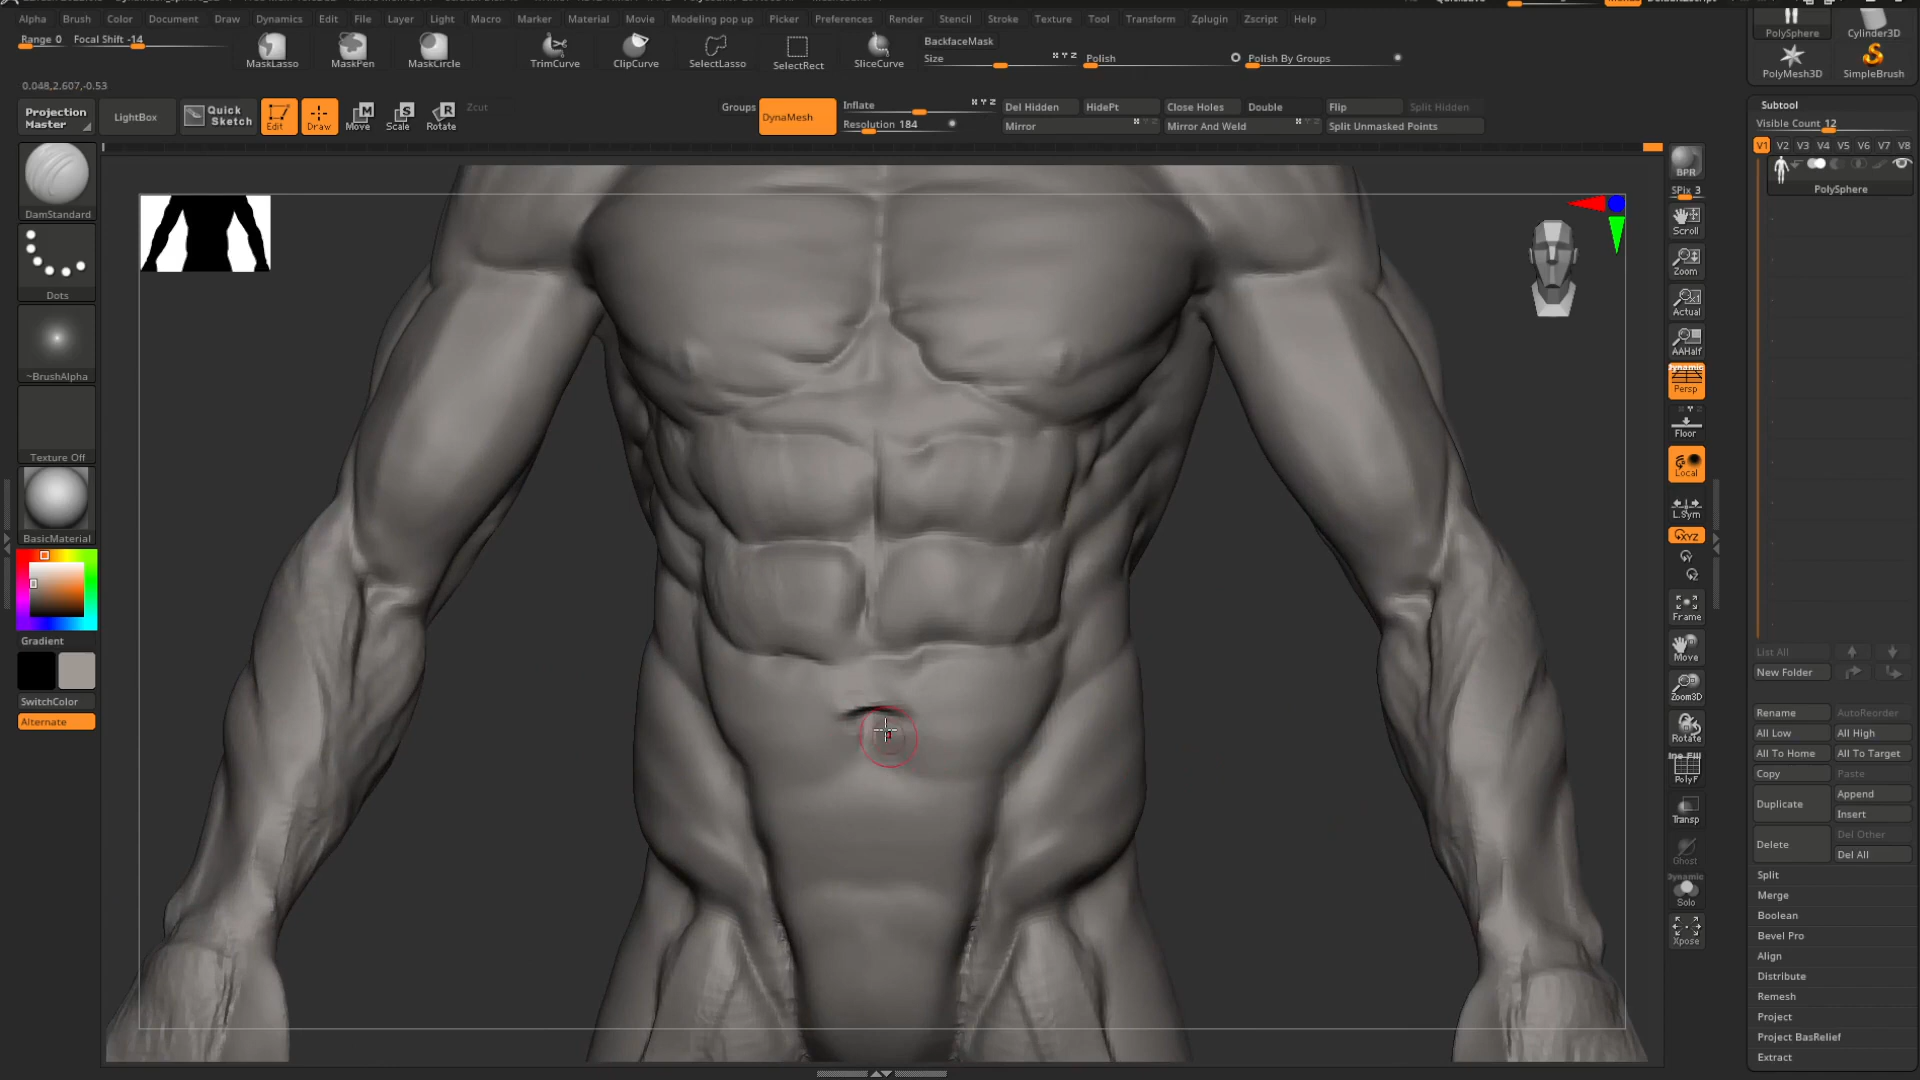 Alpha Brush Color Document Draw Dynamics Edit File Layer Light Macro Marker Material Movie Modeling pop up Picker Preferences Render Stencil Stroke Texture Tool Transform Zplugin Zscript Help
Range 0 Focal Shift -14
MaskLasso MaskPen MaskCircle TrimCurve ClipCurve SelectLasso SelectRect SliceCurve
BackfaceMask
Size X Y Z Polish Polish By Groups
0.048,2.607,-0.53
Projection Master
LightBox
Quick Sketch
Edit Draw Move Scale Rotate
Zcut
Groups
DynaMesh
Inflate X Y Z
Resolution 184
Del Hidden HidePt Close Holes Double Flip Split Hidden
Mirror Mirror And Weld Split Unmasked Points
DamStandard
Dots
~BrushAlpha
Texture Off
BasicMaterial
Gradient
SwitchColor
Alternate
BPR
SPix 3
Scroll
Zoom
Actual
AAHalf
Dynamic
Persp
Floor
Local
L.Sym
XYZ
Y
Z
Frame
Move
Zoom3D
Rotate
Line Fill
PolyF
Transp
Ghost
Dynamic
Solo
Xpose
PolySphere Cylinder3D
PolyMesh3D SimpleBrush
Subtool
Visible Count 12
V1 V2 V3 V4 V5 V6 V7 V8
PolySphere
List All
New Folder
Rename AutoReorder
All Low All High
All To Home All To Target
Copy Paste
Duplicate Append
Insert
Delete Del Other
Del All
Split
Merge
Boolean
Bevel Pro
Align
Distribute
Remesh
Project
Project BasRelief
Extract